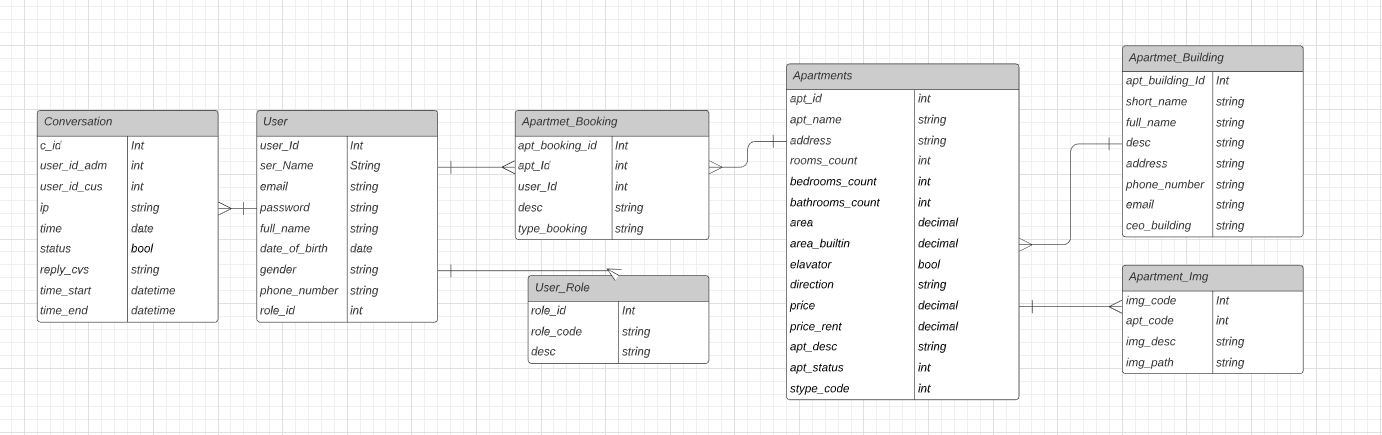 Conversation
c_id Int
user_id_adm int
user_id_cus int
ip string
time date
status bool
reply_cvs string
time_start datetime
time_end datetime
User
user_Id Int
ser_Name String
email string
password string
full_name string
date_of_birth date
gender string
phone_number string
role_id int
Apartmet_Booking
apt_booking_id Int
apt_Id int
user_Id int
desc string
type_booking string
User_Role
role_id Int
role_code string
desc string
Apartments
apt_id int
apt_name string
address string
rooms_count int
bedrooms_count int
bathrooms_count int
area decimal
area_builtin decimal
elavator bool
direction string
price decimal
price_rent decimal
apt_desc string
apt_status int
stype_code int
Apartmet_Building
apt_building_Id Int
short_name string
full_name string
desc string
address string
phone_number string
email string
ceo_building string
Apartment_Img
img_code Int
apt_code int
img_desc string
img_path string